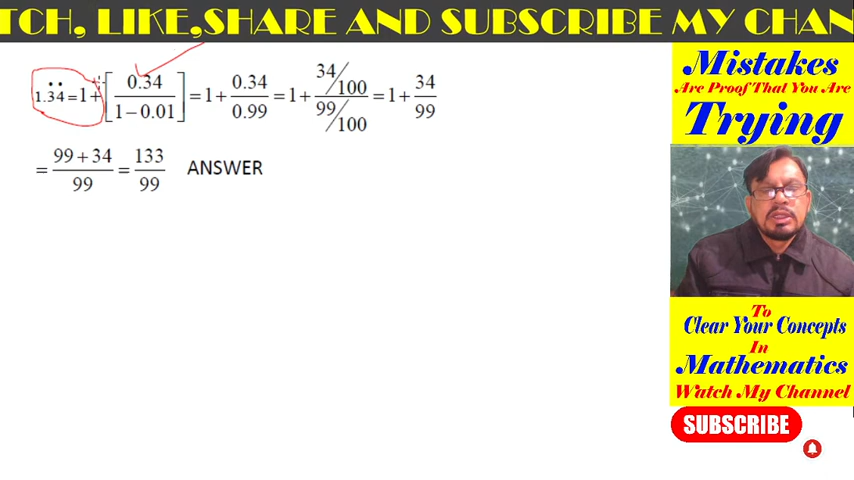 TCH, LIKE,SHARE AND SUBSCRIBE MY CHAN
1.3̇4̇ = 1 + [0.34 / (1 − 0.01)] = 1 + 0.34/0.99 = 1 + (34/100)/(99/100) = 1 + 34/99
= (99 + 34)/99 = 133/99 ANSWER
Mistakes
Are Proof That You Are
Trying
To
Clear Your Concepts
In
Mathematics
Watch My Channel
SUBSCRIBE